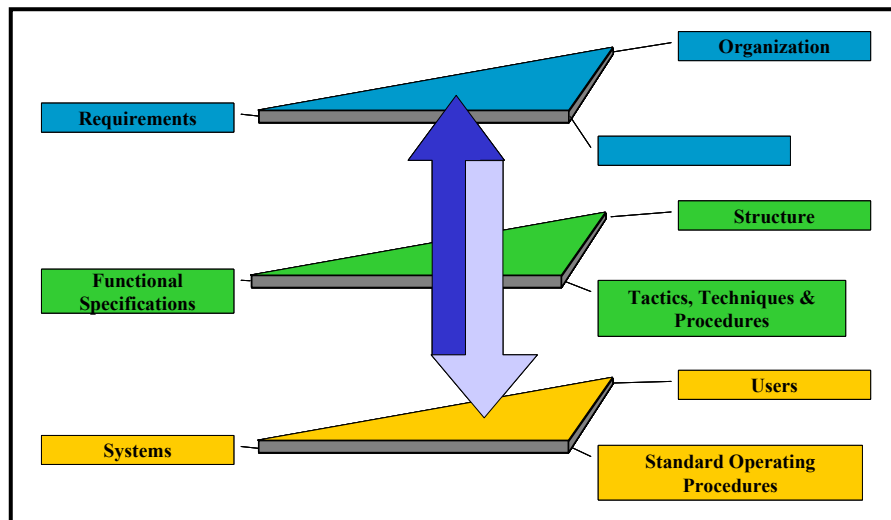 Organization
Requirements
Structure
Functional
Specifications
Tactics, Techniques &
Procedures
Users
Systems
Standard Operating
Procedures